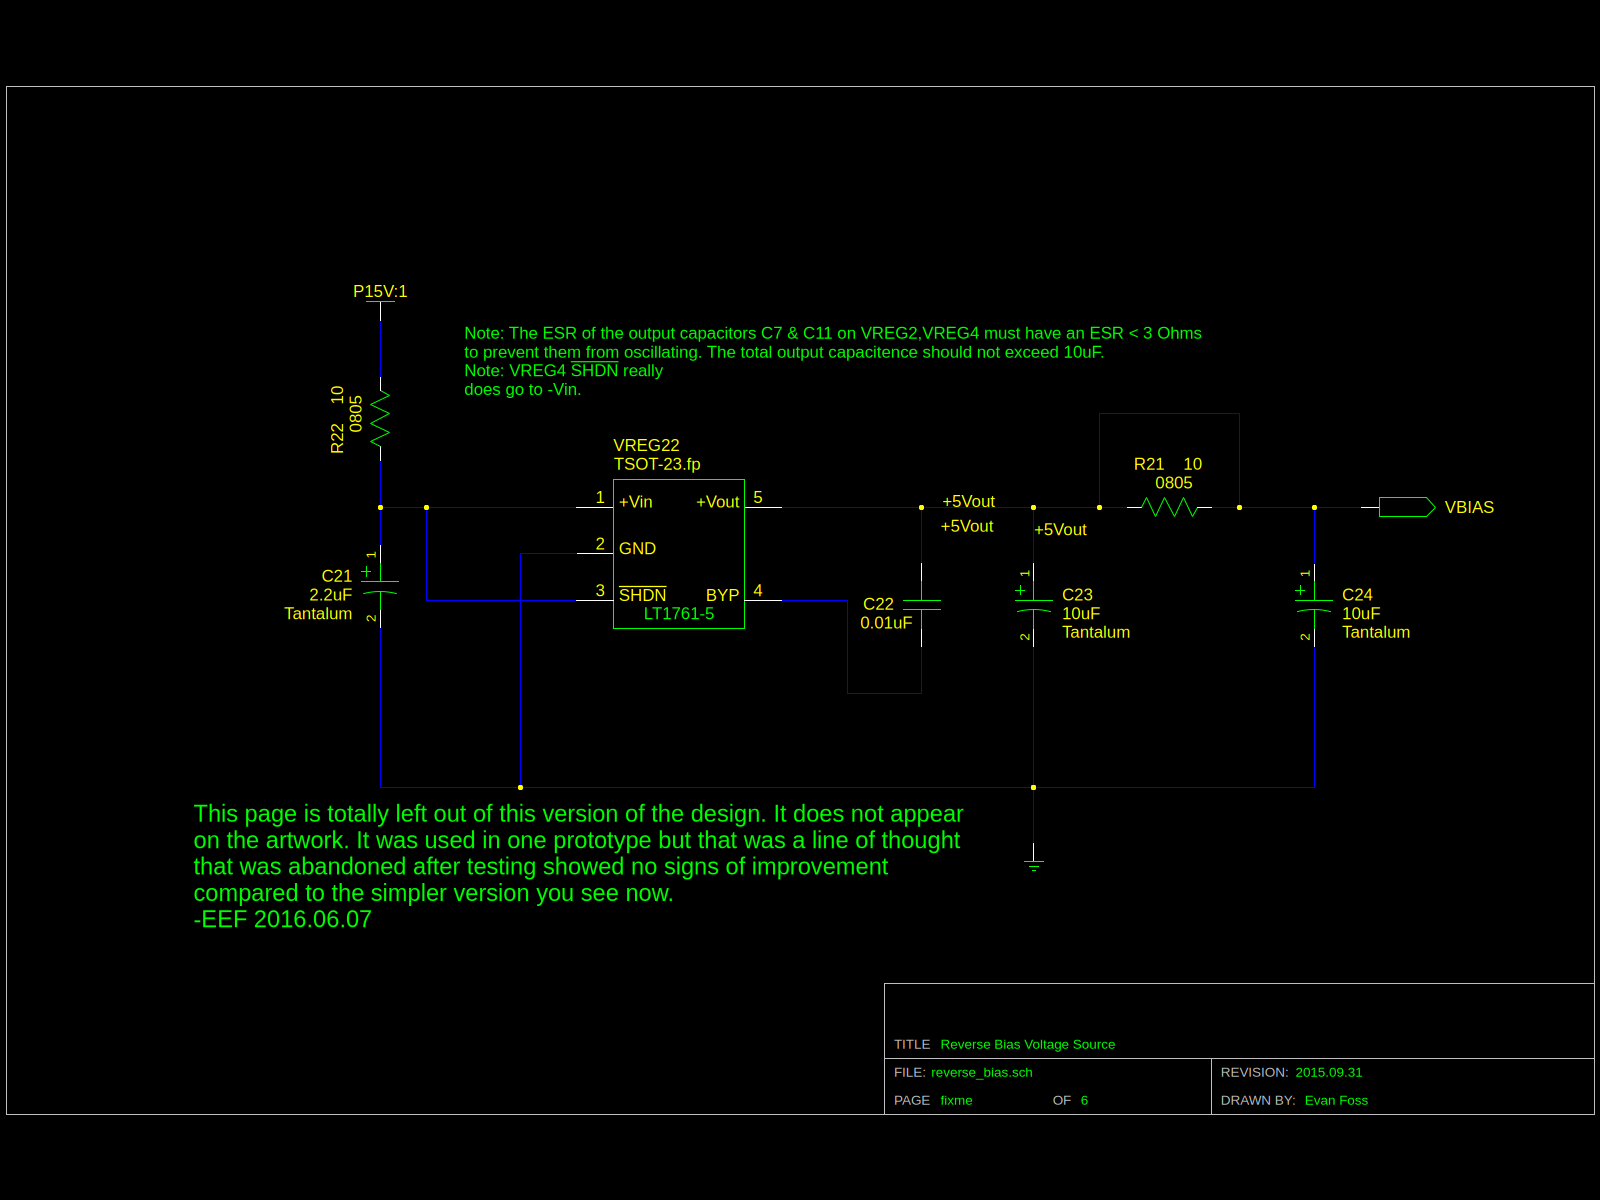 P15V:1
Note: The ESR of the output capacitors C7 & C11 on VREG2,VREG4 must have an ESR < 3 Ohms
to prevent them from oscillating. The total output capacitence should not exceed 10uF.
Note: VREG4 SHDN really
does go to -Vin.
R22 10
0805
VREG22
TSOT-23.fp
1 +Vin +Vout 5
2 GND
3 SHDN BYP 4
LT1761-5
+5Vout
+5Vout
+5Vout
R21 10
0805
VBIAS
1
C21
2.2uF
Tantalum
2
C22
0.01uF
1
C23
10uF
Tantalum
2
1
C24
10uF
Tantalum
2
This page is totally left out of this version of the design. It does not appear
on the artwork. It was used in one prototype but that was a line of thought
that was abandoned after testing showed no signs of improvement
compared to the simpler version you see now.
-EEF 2016.06.07
TITLE Reverse Bias Voltage Source
FILE: reverse_bias.sch
REVISION: 2015.09.31
PAGE fixme OF 6
DRAWN BY: Evan Foss